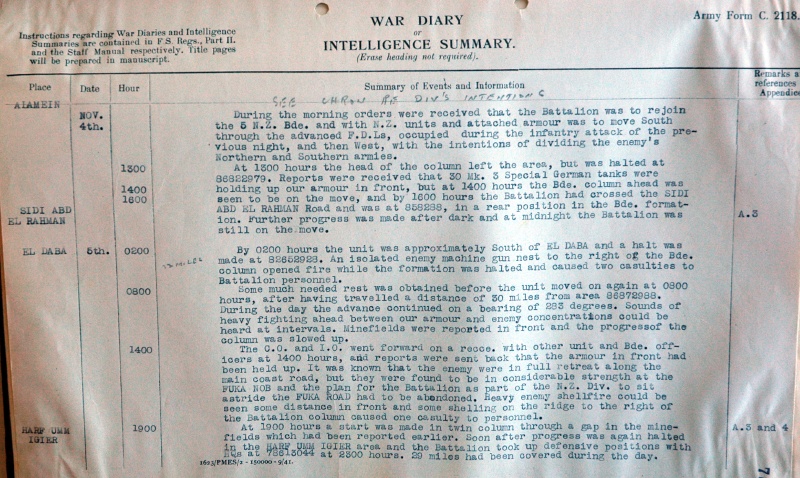 WAR DIARY
or
INTELLIGENCE SUMMARY.
(Erase heading not required).
Army Form C. 2118.
Instructions regarding War Diaries and Intelligence
Summaries are contained in F.S. Regs., Part II.
and the Staff Manual respectively. Title pages
will be prepared in manuscript.
Place Date Hour Summary of Events and Information Remarks a
references
Appendice
SEE DIV'S INTENTIONS
ALAMEIN
NOV.
4th.
During the morning orders were received that the Battalion was to rejoin
the 5 N.Z. Bde. and with N.Z. units and attached armour was to move South
through the advanced F.D.Ls, occupied during the infantry attack of the pre-
vious night, and then West, with the intentions of dividing the enemy's
Northern and Southern armies.
1300 At 1300 hours the head of the column left the area, but was halted at
86822979. Reports were received that 30 Mk. 3 Special German tanks were
1400 holding up our armour in front, but at 1400 hours the Bde. column ahead was
1600 seen to be on the move, and by 1600 hours the Battalion had crossed the SIDI
SIDI ABD
EL RAHMAN
ABD EL RAHMAN Road and was at 858288, in a rear position in the Bde. format-
ion. Further progress was made after dark and at midnight the Battalion was A.3
still on the move.
EL DABA 5th. 0200 By 0200 hours the unit was approximately South of EL DABA and a halt was
12 MILES made at 82652928. An isolated enemy machine gun nest to the right of the Bde.
column opened fire while the formation was halted and caused two casulties to
Battalion personnel.
0800 Some much needed rest was obtained before the unit moved on again at 0800
hours, after having travelled a distance of 30 miles from area 86872988.
During the day the advance continued on a bearing of 283 degrees. Sounds of
heavy fighting ahead between our armour and enemy concentrations could be
heard at intervals. Minefields were reported in front and the progressof the
column was slowed up.
1400 The C.O. and I.O. went forward on a recce. with other unit and Bde. off-
icers at 1400 hours, and reports were sent back that the armour in front had
been held up. It was known that the enemy were in full retreat along the
main coast road, but they were found to be in considerable strength at the
FUKA NOB and the plan for the Battalion as part of the N.Z. Div. to sit
astride the FUKA ROAD had to be abandoned. Heavy enemy shellfire could be
seen some distance in front and some shelling on the ridge to the right of
the Battalion column caused one casulty to personnel.
HARF UMM
IGIER
1900 At 1900 hours a start was made in twin column through a gap in the mine- A.3 and 4
fields which had been reported earlier. Soon after progress was again halted
in the HARF UMM IGIER area and the Battalion took up defensive positions with
HQs at 78613044 at 2300 hours. 29 miles had been covered during the day.
1623/PMES/2 - 150000 - 9/41.
7